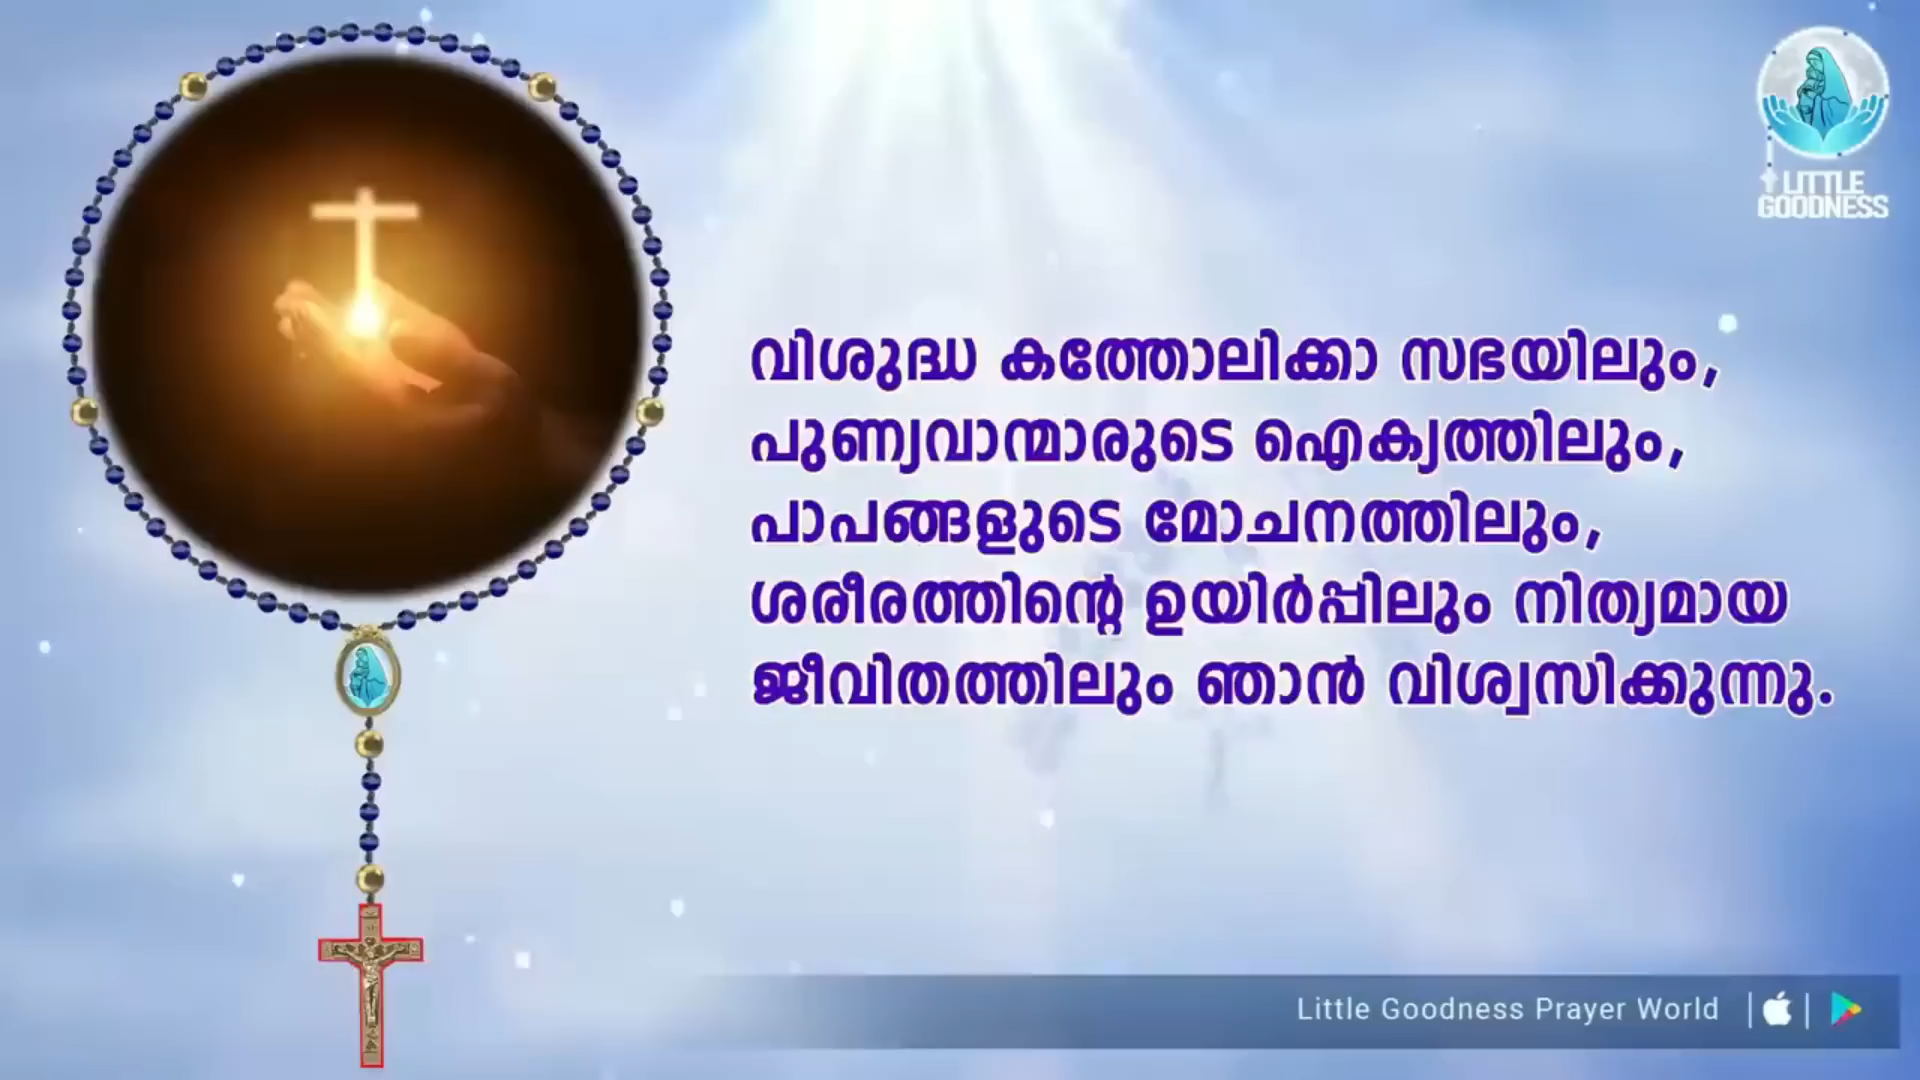 LITTLE
GOODNESS
വിശുദ്ധ കത്തോലിക്കാ സഭയിലും,
പുണ്യവാന്മാരുടെ ഐക്യത്തിലും,
പാപങ്ങളുടെ മോചനത്തിലും,
ശരീരത്തിന്റെ ഉയിർപ്പിലും നിത്യമായ
ജീവിതത്തിലും ഞാൻ വിശ്വസിക്കുന്നു.
Little Goodness Prayer World